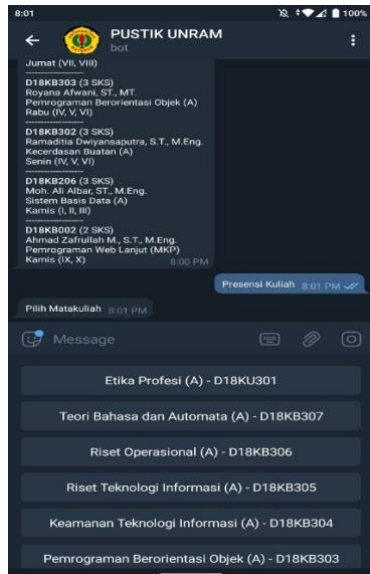 8:01
100%
PUSTIK UNRAM
bot
Jumat (VII, VIII)
--------------------
D18KB303 (3 SKS)
Royana Afwani, ST., MT.
Pemrograman Berorientasi Objek (A)
Rabu (IV, V, VI)
--------------------
D18KB302 (3 SKS)
Ramaditia Dwiyansaputra, S.T., M.Eng.
Kecerdasan Buatan (A)
Senin (IV, V, VI)
--------------------
D18KB206 (3 SKS)
Moh. Ali Albar, ST., M.Eng.
Sistem Basis Data (A)
Kamis (I, II, III)
--------------------
D18KB002 (2 SKS)
Ahmad Zafrullah M., S.T., M.Eng.
Pemrograman Web Lanjut (MKP)
Kamis (IX, X) 8:00 PM
Presensi Kuliah 8:01 PM
Pilih Matakuliah 8:01 PM
Message
Etika Profesi (A) - D18KU301
Teori Bahasa dan Automata (A) - D18KB307
Riset Operasional (A) - D18KB306
Riset Teknologi Informasi (A) - D18KB305
Keamanan Teknologi Informasi (A) - D18KB304
Pemrograman Berorientasi Objek (A) - D18KB303